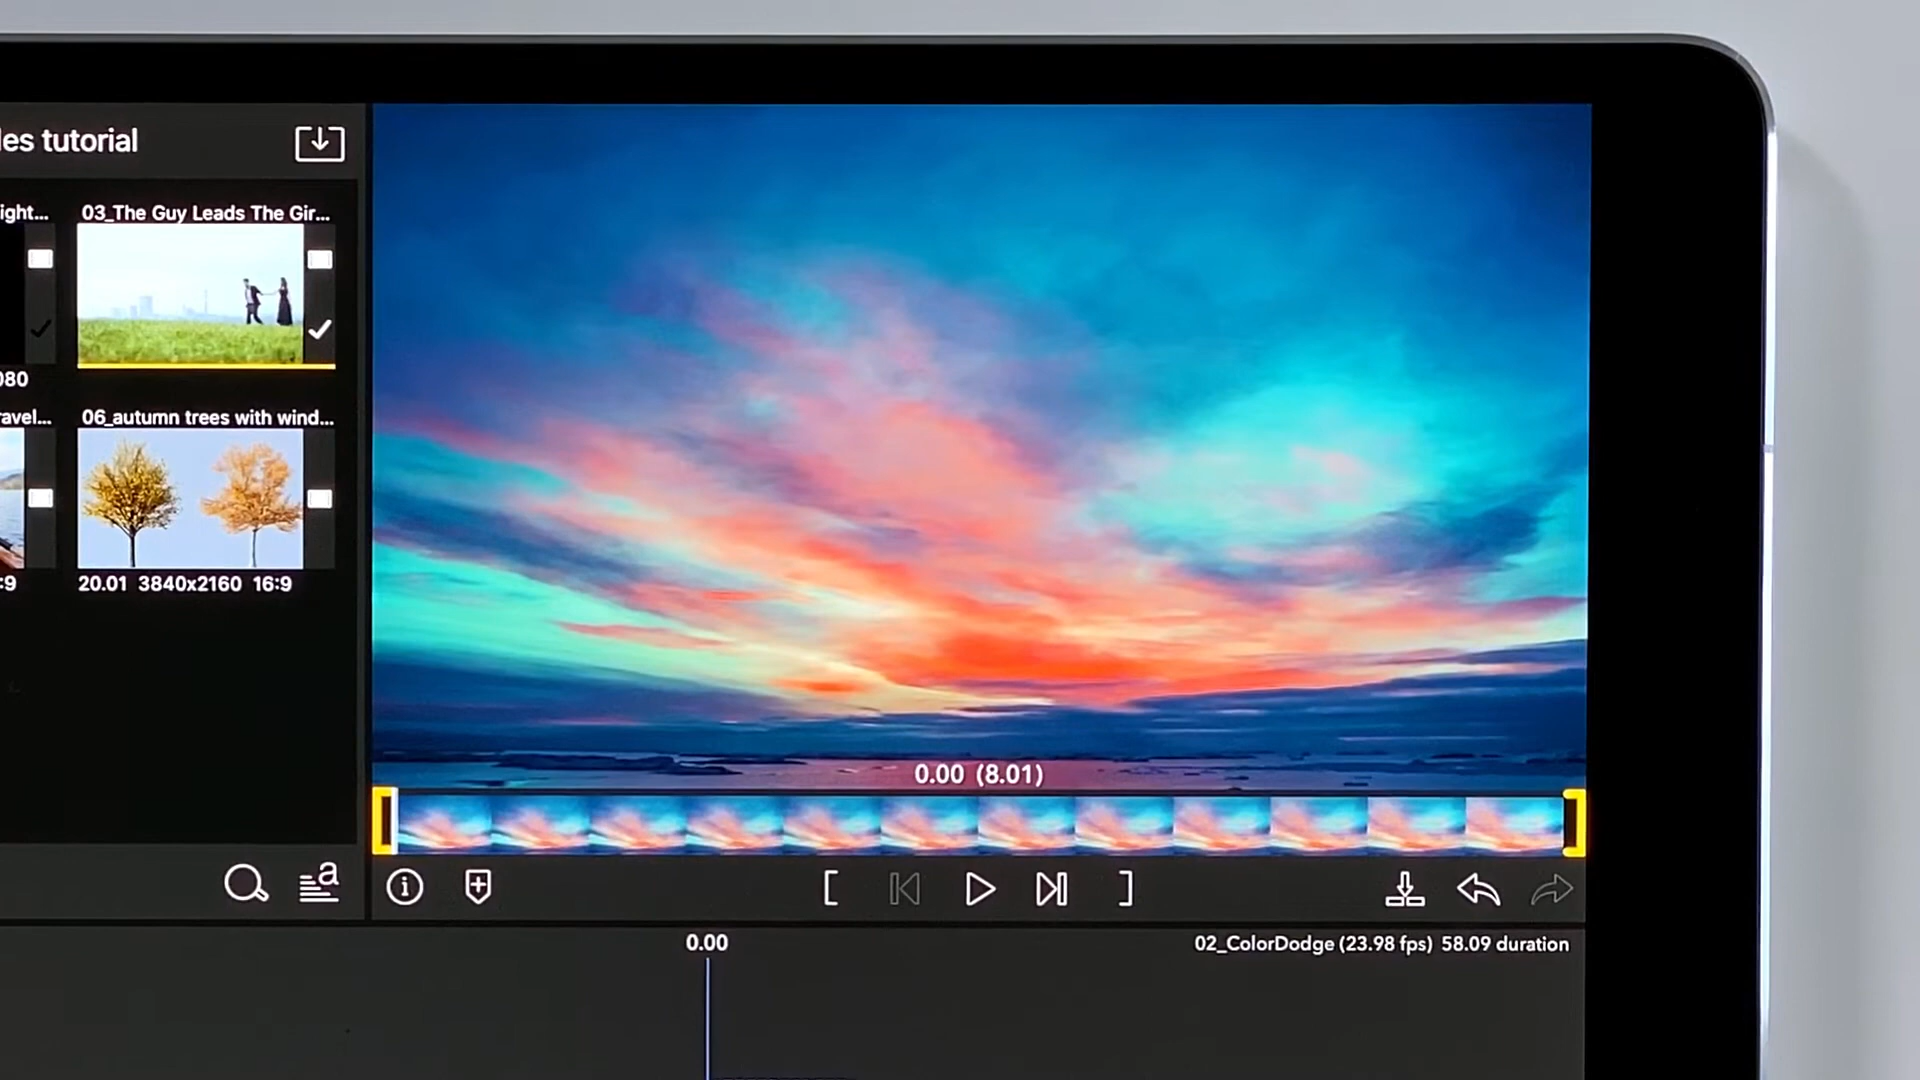 les tutorial
ight...
03_The Guy Leads The Gir...
080
ravel...
06_autumn trees with wind...
:9
20.01 3840x2160 16:9
0.00 (8.01)
a
0.00
02_ColorDodge (23.98 fps) 58.09 duration